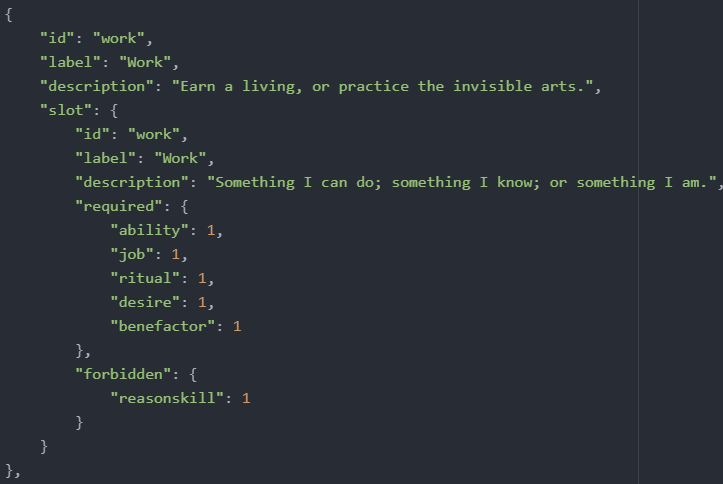 {
    "id": "work",
    "label": "Work",
    "description": "Earn a living, or practice the invisible arts.",
    "slot": {
        "id": "work",
        "label": "Work",
        "description": "Something I can do; something I know; or something I am.",
        "required": {
            "ability": 1,
            "job": 1,
            "ritual": 1,
            "desire": 1,
            "benefactor": 1
        },
        "forbidden": {
            "reasonskill": 1
        }
    }
},